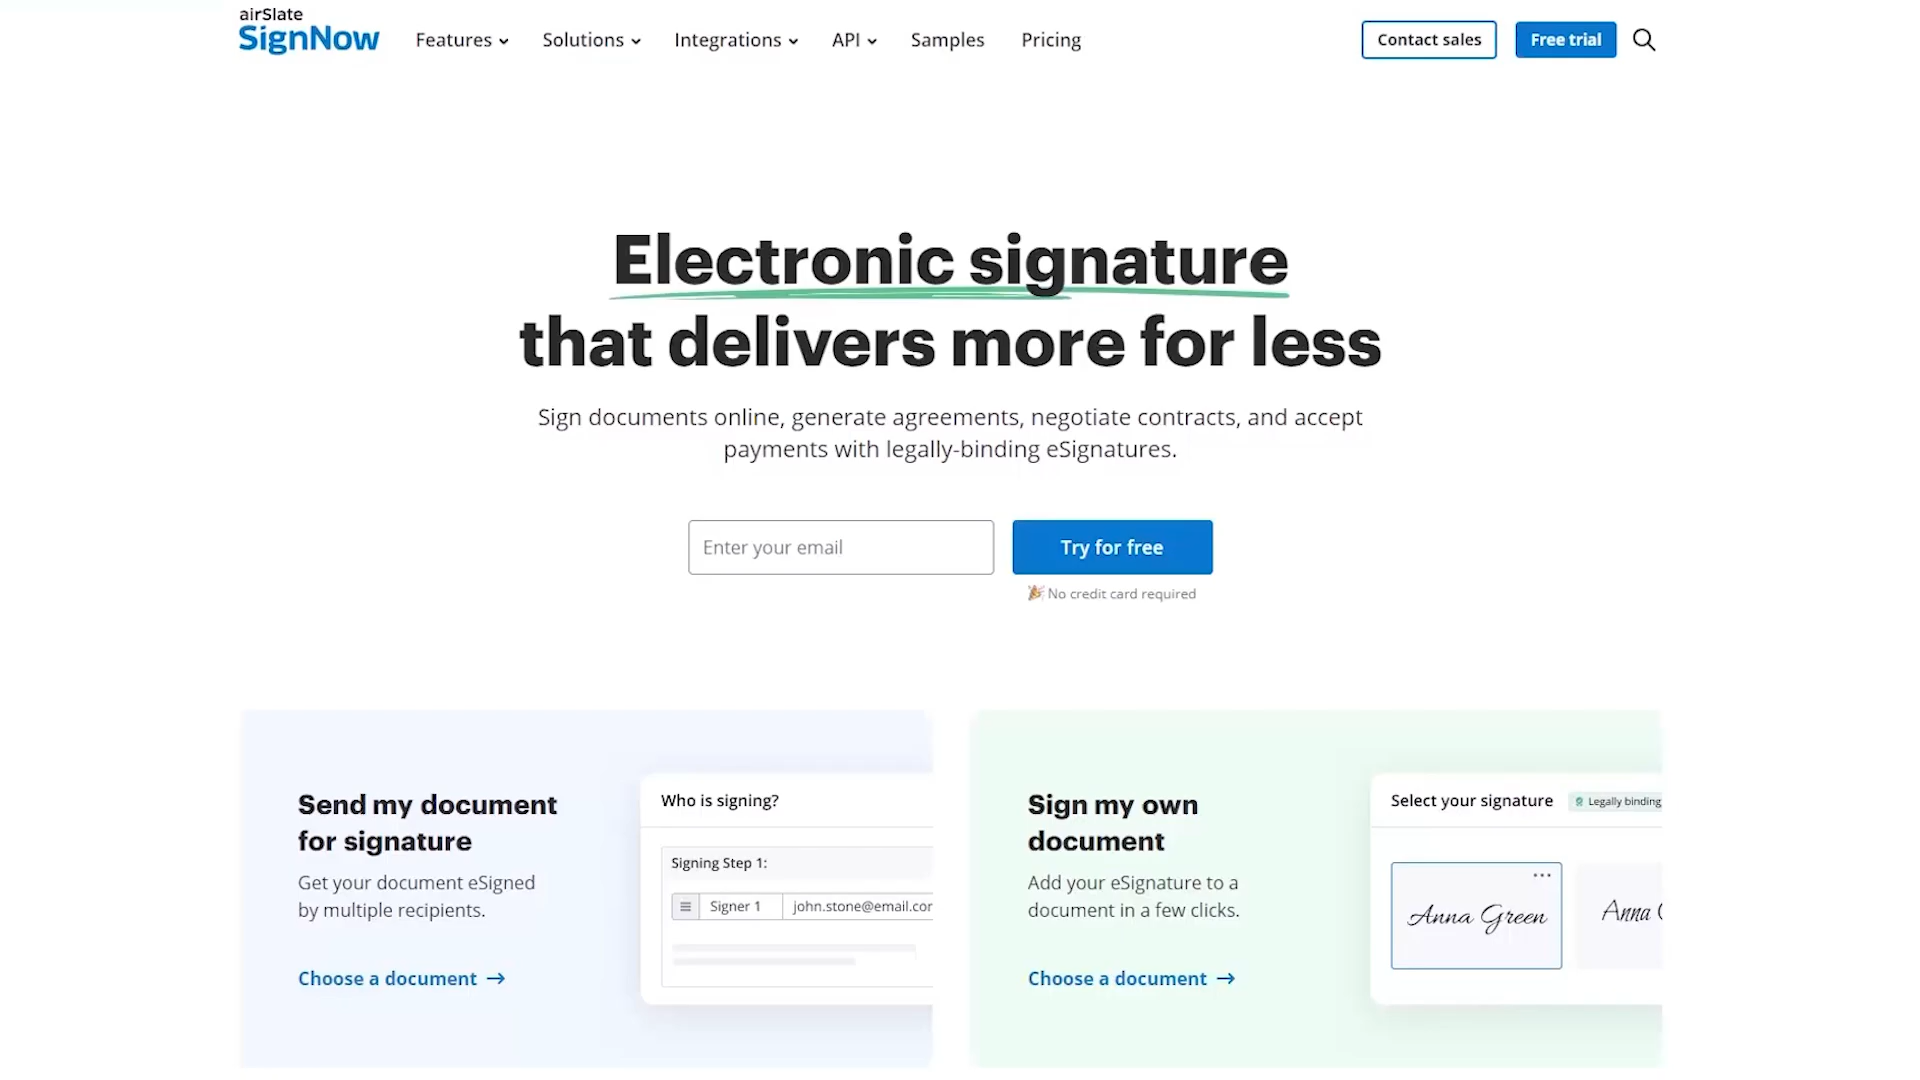 airSlate
SignNow
Features
Solutions
Integrations
API
Samples
Pricing
Contact sales
Free trial
Electronic signature
that delivers more for less
Sign documents online, generate agreements, negotiate contracts, and accept
payments with legally-binding eSignatures.
Enter your email
Try for free
No credit card required
Send my document
for signature
Get your document eSigned
by multiple recipients.
Choose a document →
Who is signing?
Signing Step 1:
Signer 1
john.stone@email.cor
Sign my own
document
Add your eSignature to a
document in a few clicks.
Choose a document →
Select your signature
Legally binding
Anna Green
Anna